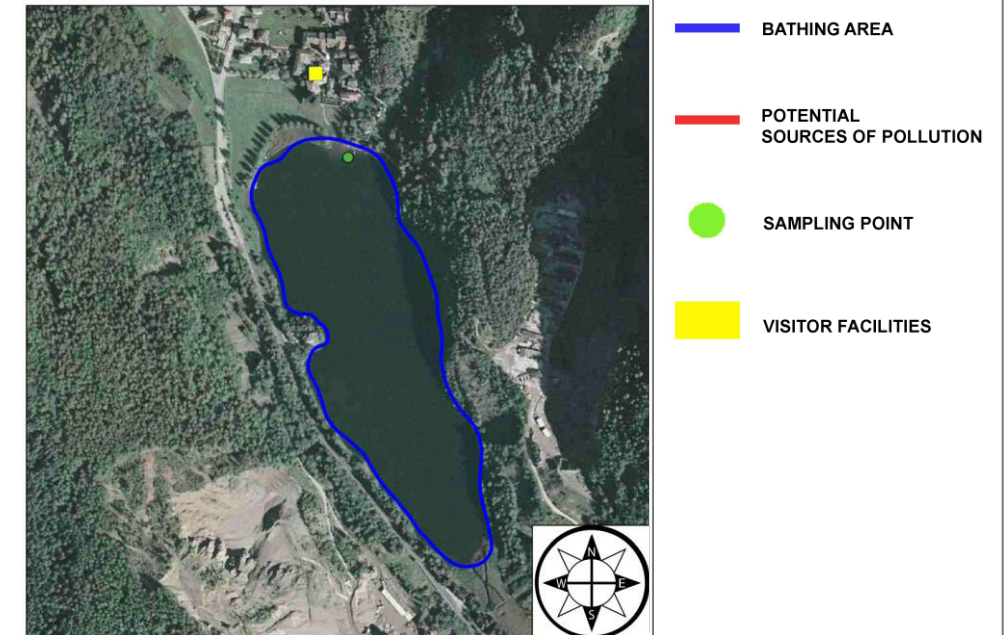 BATHING AREA
POTENTIAL
SOURCES OF POLLUTION
SAMPLING POINT
VISITOR FACILITIES
N
W E
S